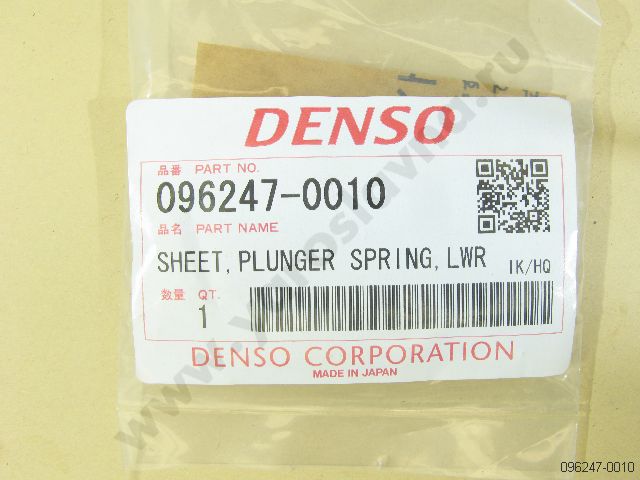 DENSO
品番 PART NO.
096247-0010
品名 PART NAME
SHEET,PLUNGER SPRING,LWR 1K/HQ
数量 QT.
1
DENSO CORPORATION
MADE IN JAPAN
096247-0010